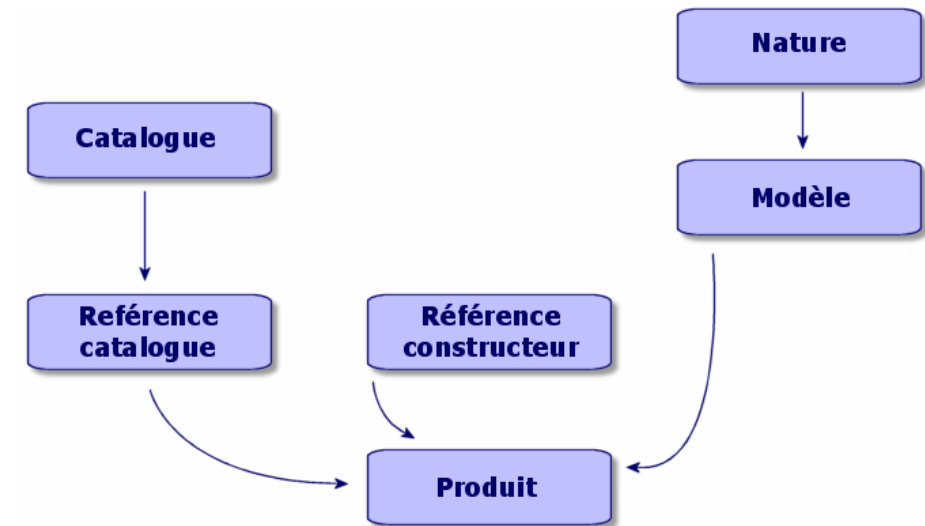 Nature
Catalogue
Modèle
Reférence
catalogue
Référence
constructeur
Produit